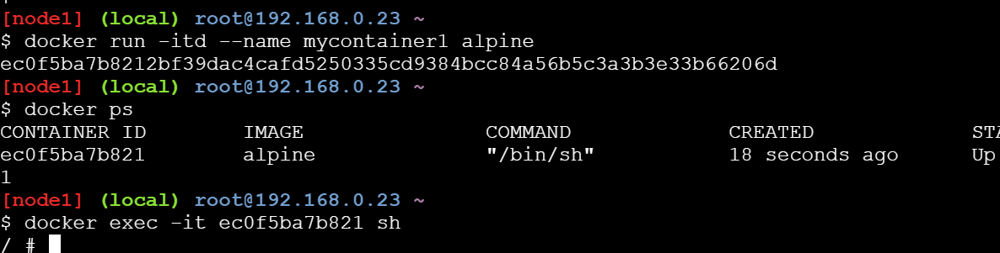 [node1] (local) root@192.168.0.23 ~
$ docker run -itd --name mycontainer1 alpine
ec0f5ba7b8212bf39dac4cafd5250335cd9384bcc84a56b5c3a3b3e33b66206d
[node1] (local) root@192.168.0.23 ~
$ docker ps
CONTAINER ID        IMAGE               COMMAND             CREATED             STA
ec0f5ba7b821        alpine              "/bin/sh"           18 seconds ago      Up
1
[node1] (local) root@192.168.0.23 ~
$ docker exec -it ec0f5ba7b821 sh
/ #